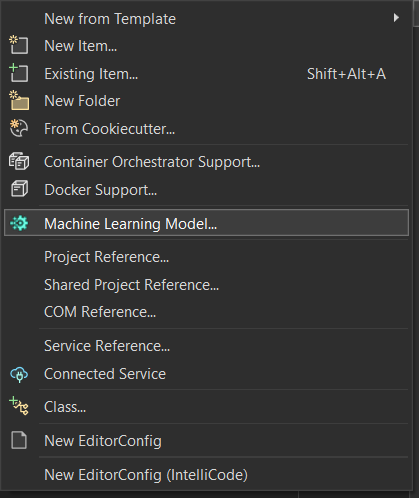 New from Template
New Item...
Existing Item... Shift+Alt+A
New Folder
From Cookiecutter...
Container Orchestrator Support...
Docker Support...
Machine Learning Model...
Project Reference...
Shared Project Reference...
COM Reference...
Service Reference...
Connected Service
Class...
New EditorConfig
New EditorConfig (IntelliCode)